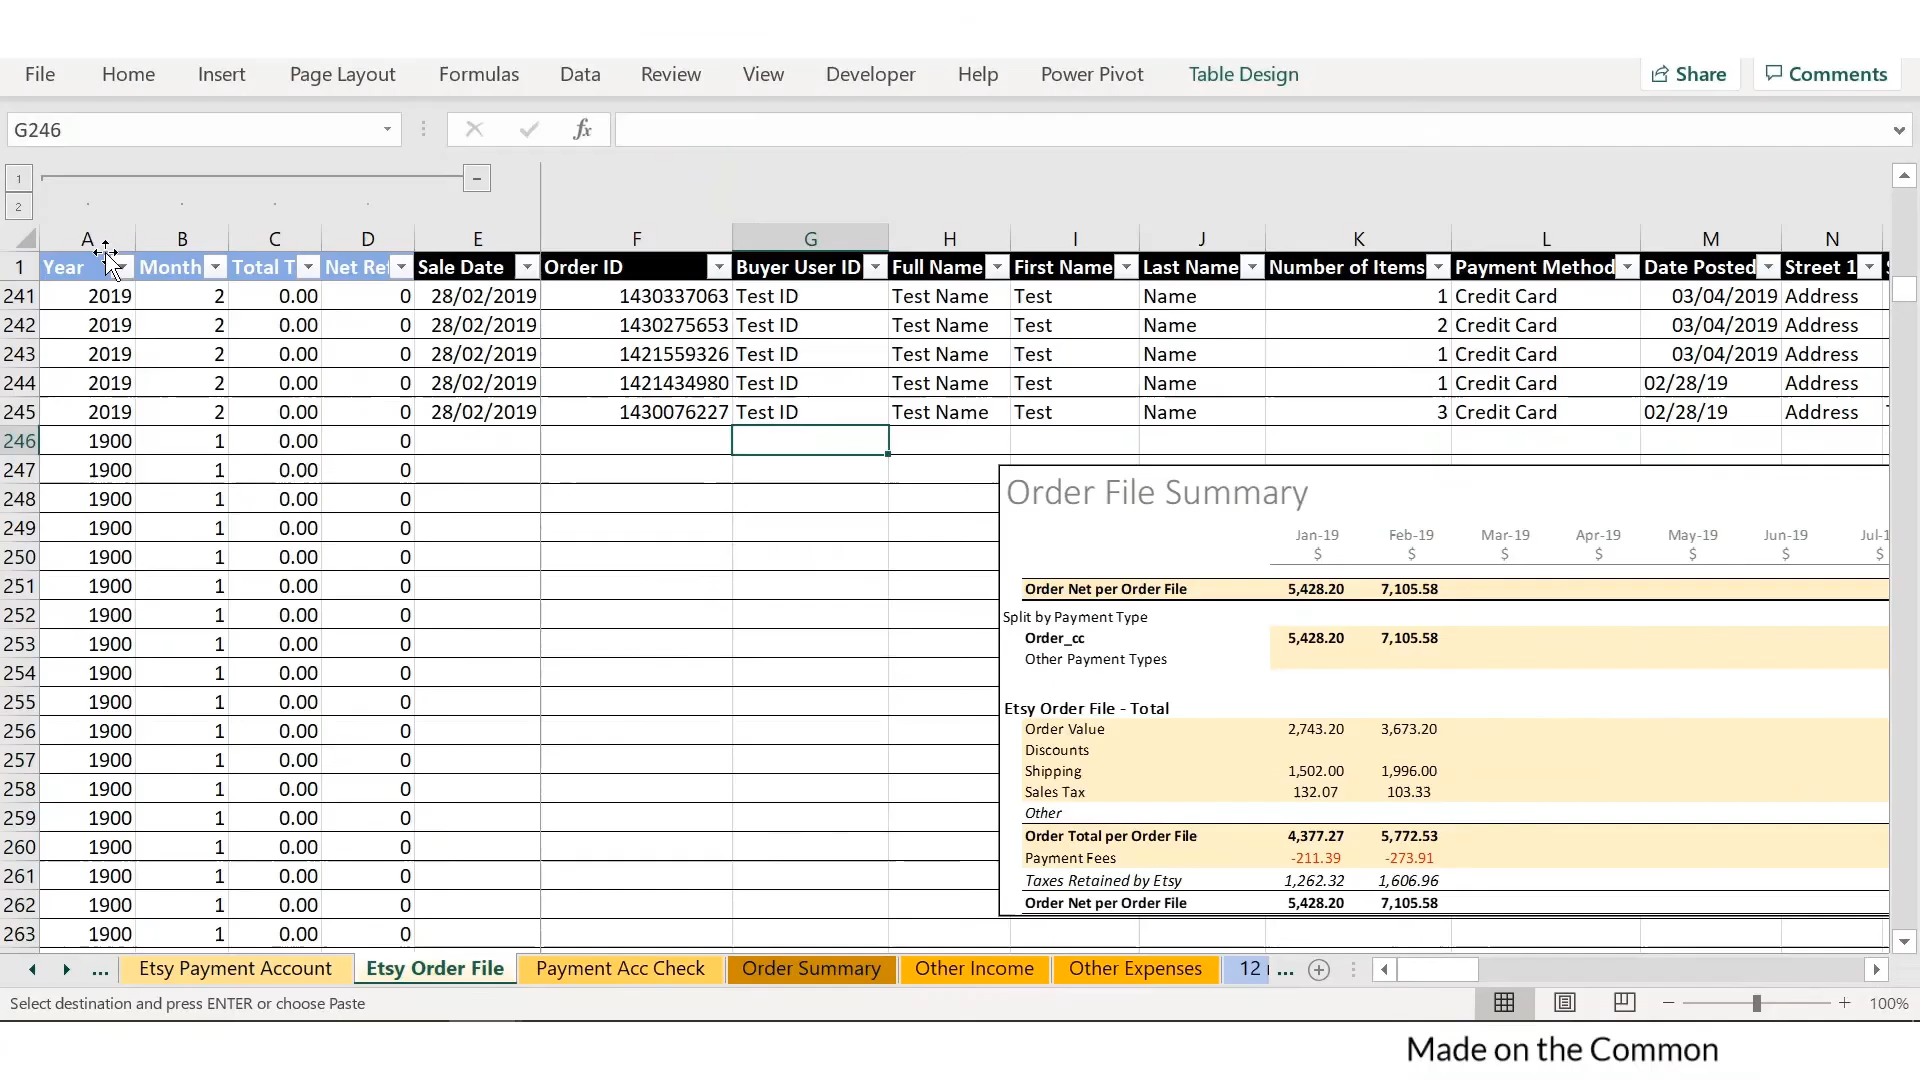 File Home Insert Page Layout Formulas Data Review View Developer Help Power Pivot Table Design Share Comments
G246 fx
1
2
A B C D E F G H I J K L M N
1 Year Month Total T Net Ref Sale Date Order ID Buyer User ID Full Name First Name Last Name Number of Items Payment Method Date Posted Street 1
241 2019 2 0.00 0 28/02/2019 1430337063 Test ID Test Name Test Name 1 Credit Card 03/04/2019 Address
242 2019 2 0.00 0 28/02/2019 1430275653 Test ID Test Name Test Name 2 Credit Card 03/04/2019 Address
243 2019 2 0.00 0 28/02/2019 1421559326 Test ID Test Name Test Name 1 Credit Card 03/04/2019 Address
244 2019 2 0.00 0 28/02/2019 1421434980 Test ID Test Name Test Name 1 Credit Card 02/28/19 Address
245 2019 2 0.00 0 28/02/2019 1430076227 Test ID Test Name Test Name 3 Credit Card 02/28/19 Address
246 1900 1 0.00 0
247 1900 1 0.00 0
248 1900 1 0.00 0
249 1900 1 0.00 0
250 1900 1 0.00 0
251 1900 1 0.00 0
252 1900 1 0.00 0
253 1900 1 0.00 0
254 1900 1 0.00 0
255 1900 1 0.00 0
256 1900 1 0.00 0
257 1900 1 0.00 0
258 1900 1 0.00 0
259 1900 1 0.00 0
260 1900 1 0.00 0
261 1900 1 0.00 0
262 1900 1 0.00 0
263 1900 1 0.00 0
Order File Summary
Jan-19 Feb-19 Mar-19 Apr-19 May-19 Jun-19 Jul-1
$ $ $ $ $ $ $
Order Net per Order File 5,428.20 7,105.58
Split by Payment Type
Order_cc 5,428.20 7,105.58
Other Payment Types
Etsy Order File - Total
Order Value 2,743.20 3,673.20
Discounts
Shipping 1,502.00 1,996.00
Sales Tax 132.07 103.33
Other
Order Total per Order File 4,377.27 5,772.53
Payment Fees -211.39 -273.91
Taxes Retained by Etsy 1,262.32 1,606.96
Order Net per Order File 5,428.20 7,105.58
... Etsy Payment Account Etsy Order File Payment Acc Check Order Summary Other Income Other Expenses 12 ...
Select destination and press ENTER or choose Paste 100%
Made on the Common